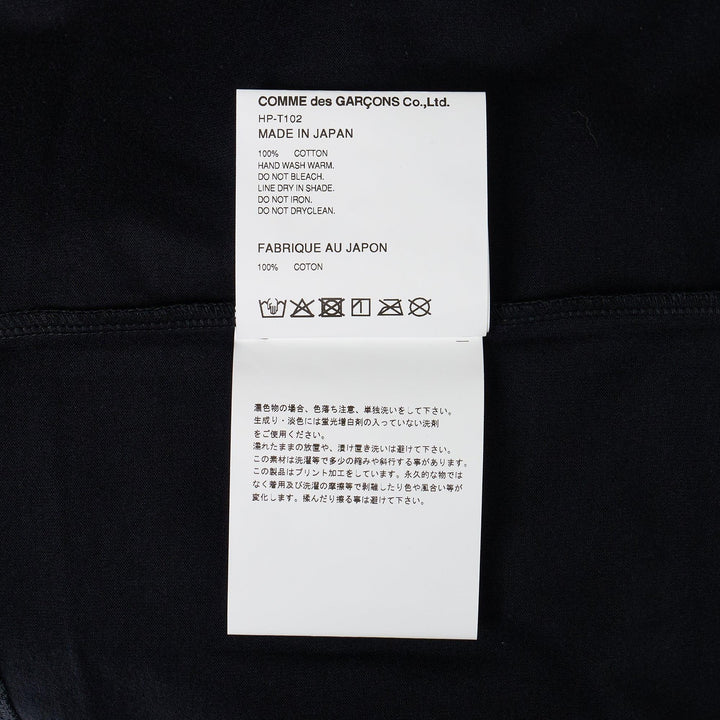 COMME des GARÇONS Co.,Ltd.
HP-T102
MADE IN JAPAN
100% COTTON
HAND WASH WARM.
DO NOT BLEACH.
LINE DRY IN SHADE.
DO NOT IRON.
DO NOT DRYCLEAN.
FABRIQUE AU JAPON
100% COTON
濃色物の場合、色落ち注意、単独洗いをして下さい。
生成り・淡色には蛍光増白剤の入っていない洗剤
をご使用ください。
濡れたままの放置や、漬け置き洗いは避けて下さい。
この素材は洗濯等で多少の縮みや斜行する事があります。
この製品はプリント加工をしています。永久的な物では
なく着用及び洗濯の摩擦等で剥離したり色や風合い等が
変化します。揉んだり擦る事は避けて下さい。